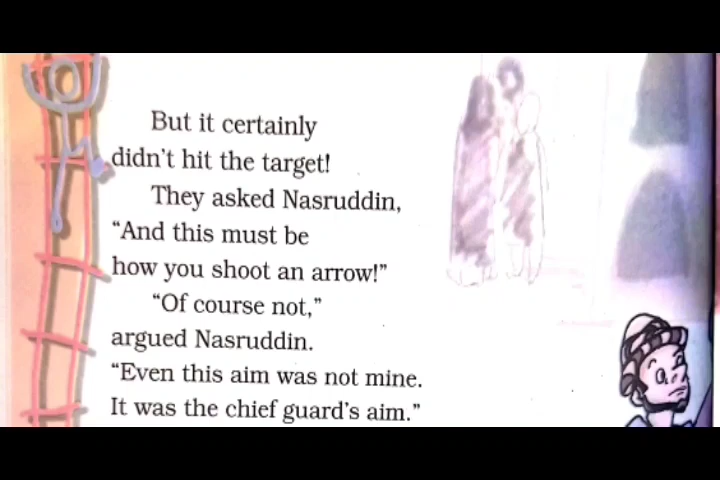 But it certainly
didn't hit the target!
They asked Nasruddin,
“And this must be
how you shoot an arrow!”
“Of course not,”
argued Nasruddin.
“Even this aim was not mine.
It was the chief guard's aim.”